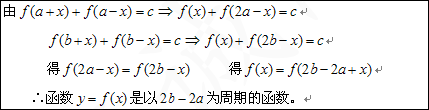 由 f(a+x)+f(a−x)=c⇒f(x)+f(2a−x)=c↵
f(b+x)+f(b−x)=c⇒f(x)+f(2b−x)=c↵
得 f(2a−x)=f(2b−x) 得 f(x)=f(2b−2a+x)↵
∴函数 y=f(x)是以 2b−2a 为周期的函数。↵